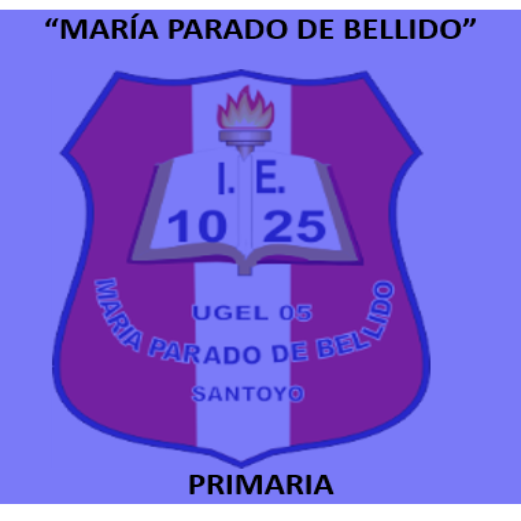 “MARÍA PARADO DE BELLIDO”
I. E.
10 25
UGEL 05
MARIA PARADO DE BELLIDO
SANTOYO
PRIMARIA